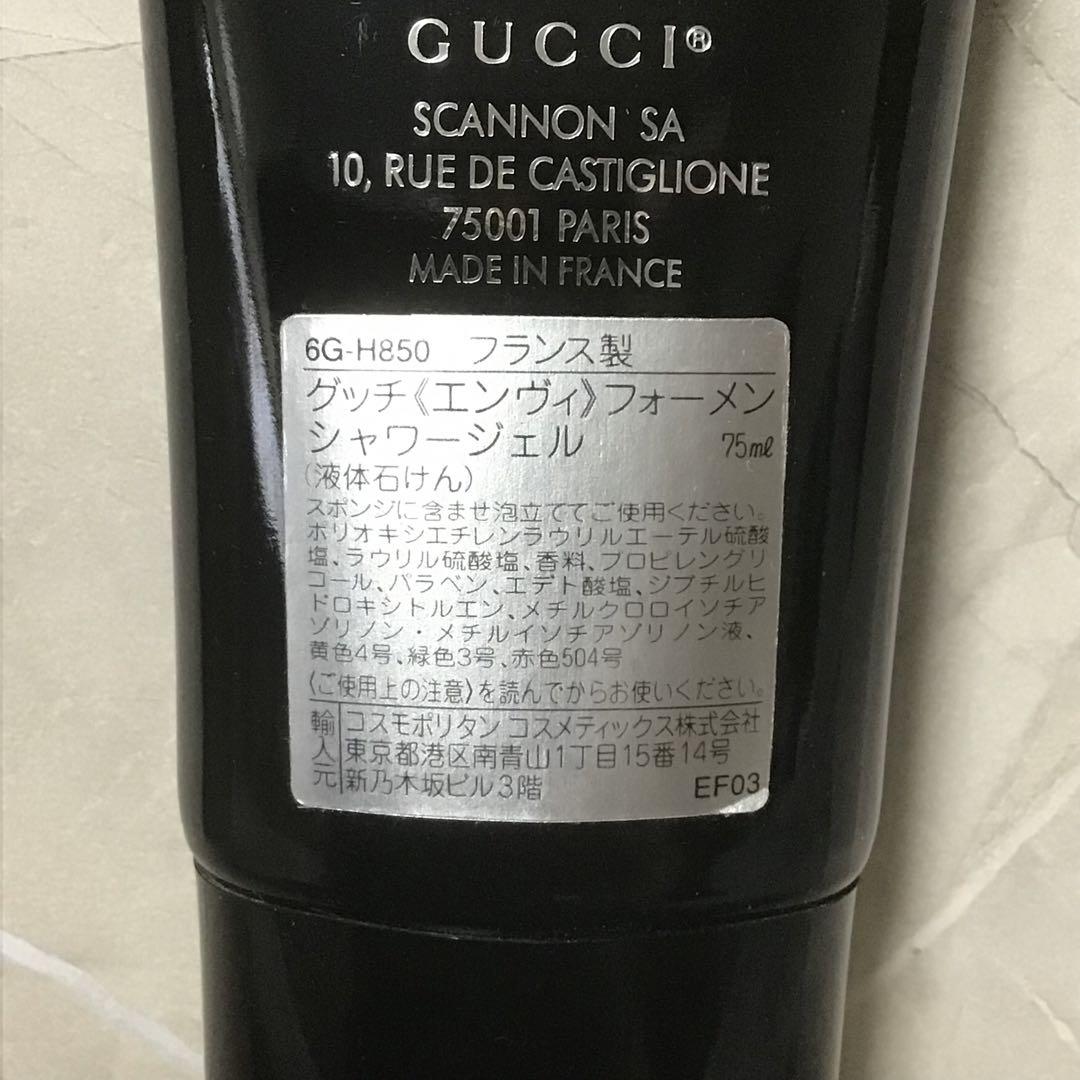 GUCCI®
SCANNON SA
10, RUE DE CASTIGLIONE
75001 PARIS
MADE IN FRANCE
6G-H850 フランス製
グッチ《エンヴィ》フォーメン
シャワージェル 75ml
(液体石けん)
スポンジに含ませ泡立ててご使用ください。
ポリオキシエチレンラウリルエーテル硫酸
塩、ラウリル硫酸塩、香料、プロピレングリ
コール、パラベン、エデト酸塩、ジブチルヒ
ドロキシトルエン、メチルクロロイソチア
ゾリノン・メチルイソチアゾリノン液、
黄色4号、緑色3号、赤色504号
〈ご使用上の注意〉を読んでからお使いください。
輸 コスモポリタン コスメティックス株式会社
入 東京都港区南青山1丁目15番14号
元 新乃木坂ビル3階 EF03